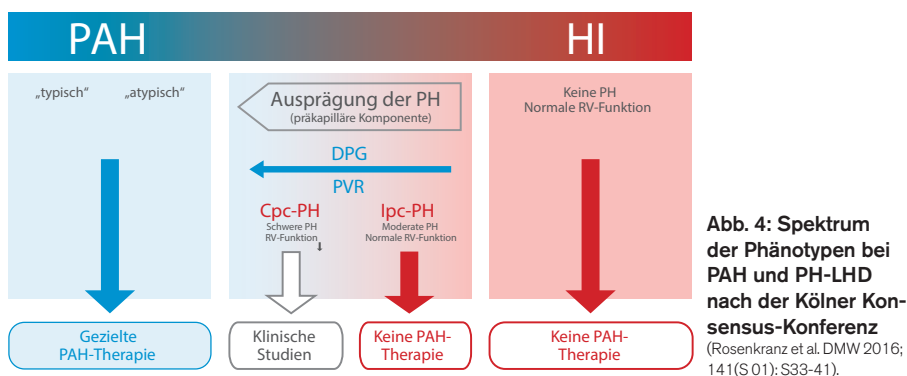 PAH
HI
„typisch“ „atypisch“
Gezielte
PAH-Therapie
Ausprägung der PH
(präkapilläre Komponente)
DPG
PVR
Cpc-PH
Schwere PH
RV-Funktion↓
Klinische
Studien
Ipc-PH
Moderate PH
Normale RV-Funktion
Keine PAH-
Therapie
Keine PH
Normale RV-Funktion
Keine PAH-
Therapie
Abb. 4: Spektrum
der Phänotypen bei
PAH und PH-LHD
nach der Kölner Kon-
sensus-Konferenz
(Rosenkranz et al. DMW 2016;
141(S 01): S33-41).